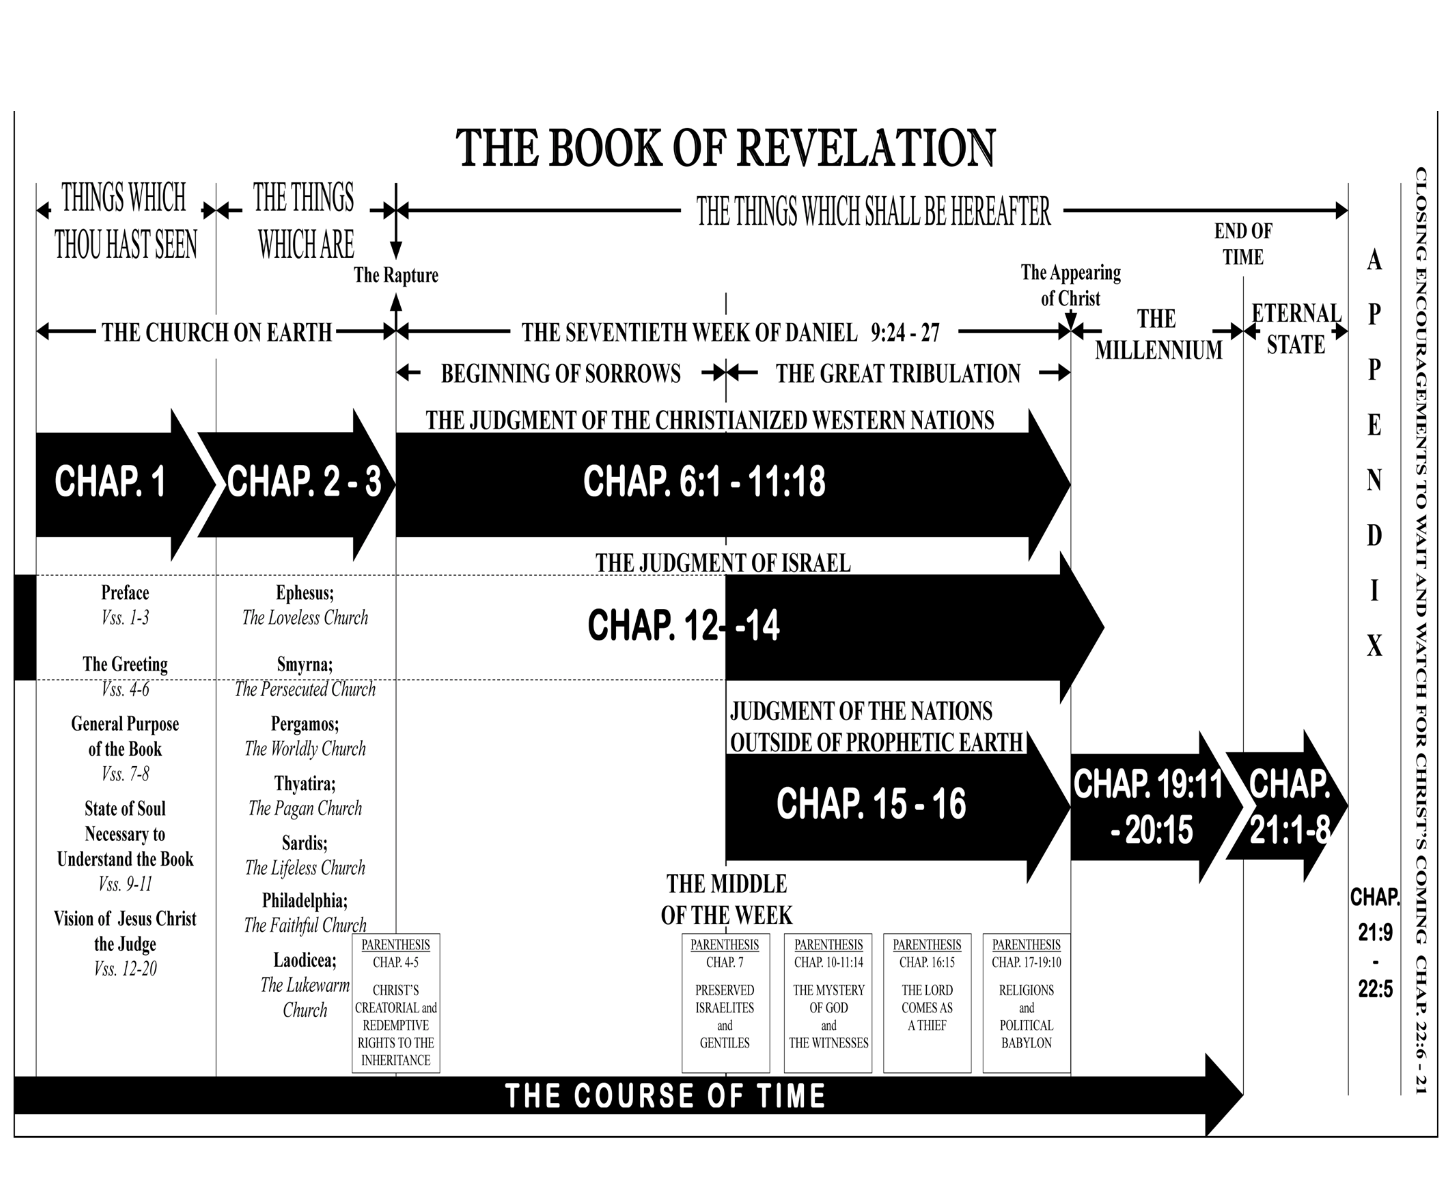 THE BOOK OF REVELATION
THINGS WHICH
THOU HAST SEEN
THE THINGS
WHICH ARE
THE THINGS WHICH SHALL BE HEREAFTER
The Rapture
END OF
TIME
The Appearing
of Christ
THE CHURCH ON EARTH
THE SEVENTIETH WEEK OF DANIEL 9:24 - 27
THE
MILLENNIUM
ETERNAL
STATE
BEGINNING OF SORROWS
THE GREAT TRIBULATION
THE JUDGMENT OF THE CHRISTIANIZED WESTERN NATIONS
CHAP. 1
CHAP. 2 - 3
CHAP. 6:1 - 11:18
THE JUDGMENT OF ISRAEL
CHAP. 12- -14
JUDGMENT OF THE NATIONS
OUTSIDE OF PROPHETIC EARTH
CHAP. 15 - 16
CHAP. 19:11
- 20:15
CHAP.
21:1-8
Preface
Vss. 1-3
The Greeting
Vss. 4-6
General Purpose
of the Book
Vss. 7-8
State of Soul
Necessary to
Understand the Book
Vss. 9-11
Vision of Jesus Christ
the Judge
Vss. 12-20
Ephesus;
The Loveless Church
Smyrna;
The Persecuted Church
Pergamos;
The Worldly Church
Thyatira;
The Pagan Church
Sardis;
The Lifeless Church
Philadelphia;
The Faithful Church
Laodicea;
The Lukewarm
Church
THE MIDDLE
OF THE WEEK
PARENTHESIS
CHAP. 4-5
CHRIST'S
CREATORIAL and
REDEMPTIVE
RIGHTS TO THE
INHERITANCE
PARENTHESIS
CHAP. 7
PRESERVED
ISRAELITES
and
GENTILES
PARENTHESIS
CHAP. 10-11:14
THE MYSTERY
OF GOD
and
THE WITNESSES
PARENTHESIS
CHAP. 16:15
THE LORD
COMES AS
A THIEF
PARENTHESIS
CHAP. 17-19:10
RELIGIONS
and
POLITICAL
BABYLON
THE COURSE OF TIME
APPENDIX
CHAP.
21:9
-
22:5
CLOSING ENCOURAGEMENTS TO WAIT AND WATCH FOR CHRIST'S COMING CHAP. 22:6 - 21